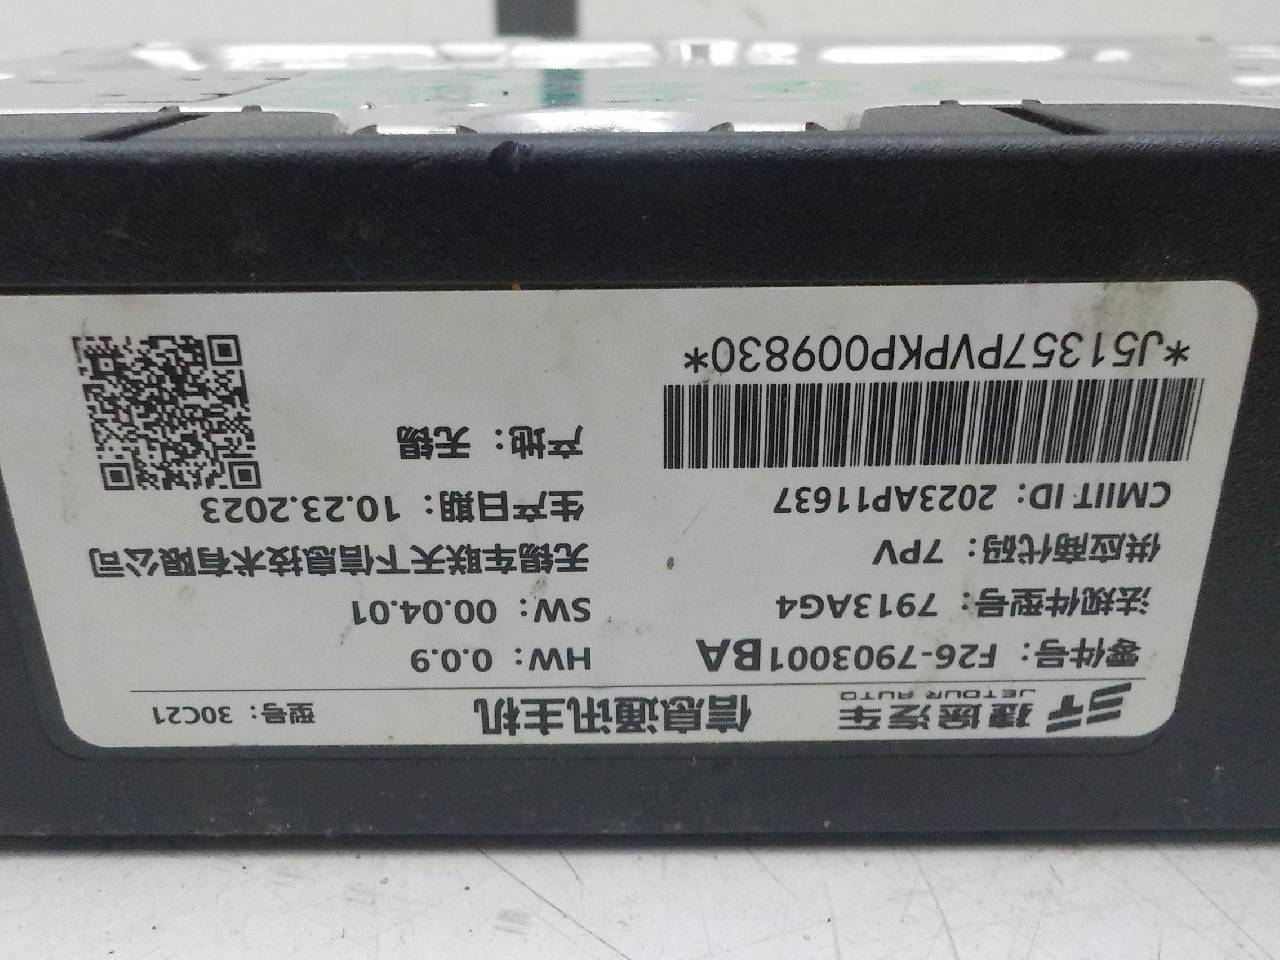 捷途汽车 信息通讯主机 型号：30C21
JETOUR AUTO
零件号：F26-7903001BA HW：0.0.9
法规件型号：7913AG4 SW：00.04.01
供应商代码：7PV 无锡车联天下信息技术有限公司
CMIIT ID：2023AP11637 生产日期：10.23.2023
产地：无锡
*J51357PVPKP009830*